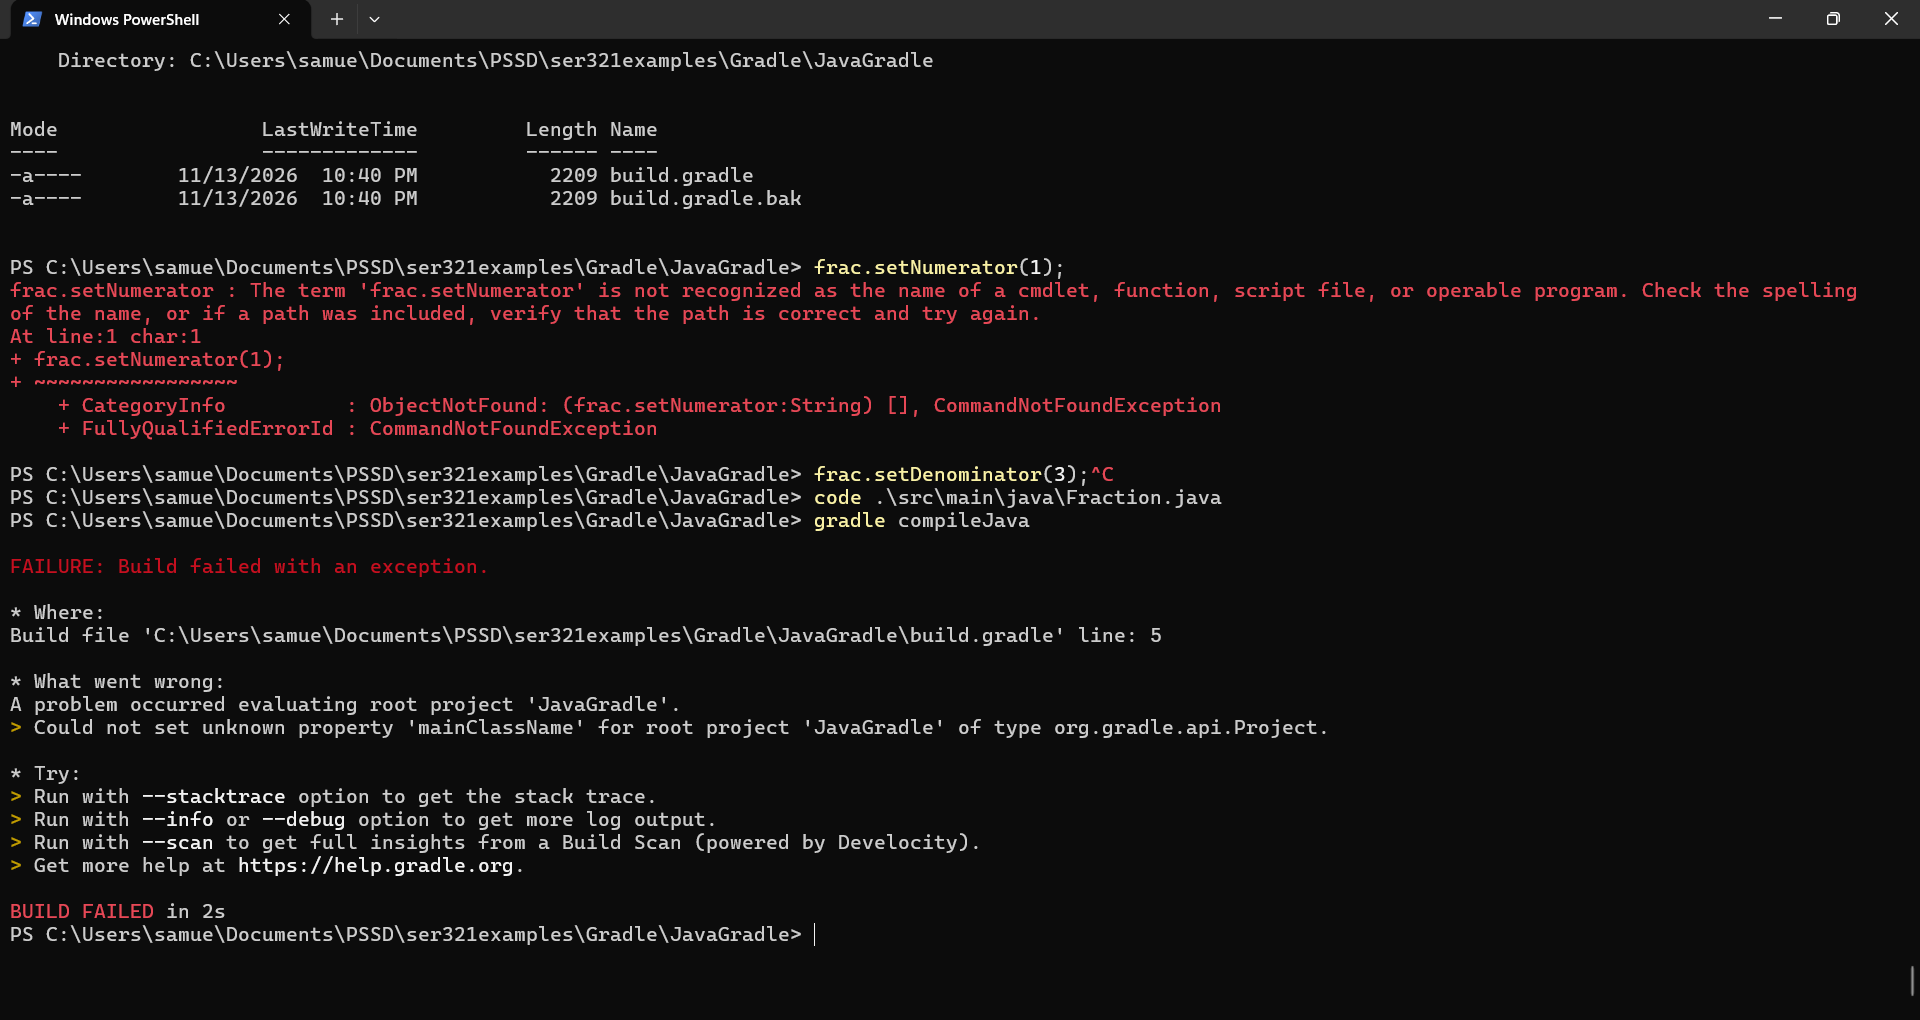 Windows PowerShell
    Directory: C:\Users\samue\Documents\PSSD\ser321examples\Gradle\JavaGradle
Mode                 LastWriteTime         Length Name
----                 -------------         ------ ----
-a----        11/13/2026  10:40 PM           2209 build.gradle
-a----        11/13/2026  10:40 PM           2209 build.gradle.bak
PS C:\Users\samue\Documents\PSSD\ser321examples\Gradle\JavaGradle> frac.setNumerator(1);
frac.setNumerator : The term 'frac.setNumerator' is not recognized as the name of a cmdlet, function, script file, or operable program. Check the spelling
of the name, or if a path was included, verify that the path is correct and try again.
At line:1 char:1
+ frac.setNumerator(1);
+ ~~~~~~~~~~~~~~~~~
    + CategoryInfo          : ObjectNotFound: (frac.setNumerator:String) [], CommandNotFoundException
    + FullyQualifiedErrorId : CommandNotFoundException
PS C:\Users\samue\Documents\PSSD\ser321examples\Gradle\JavaGradle> frac.setDenominator(3);^C
PS C:\Users\samue\Documents\PSSD\ser321examples\Gradle\JavaGradle> code .\src\main\java\Fraction.java
PS C:\Users\samue\Documents\PSSD\ser321examples\Gradle\JavaGradle> gradle compileJava
FAILURE: Build failed with an exception.
* Where:
Build file 'C:\Users\samue\Documents\PSSD\ser321examples\Gradle\JavaGradle\build.gradle' line: 5
* What went wrong:
A problem occurred evaluating root project 'JavaGradle'.
> Could not set unknown property 'mainClassName' for root project 'JavaGradle' of type org.gradle.api.Project.
* Try:
> Run with --stacktrace option to get the stack trace.
> Run with --info or --debug option to get more log output.
> Run with --scan to get full insights from a Build Scan (powered by Develocity).
> Get more help at https://help.gradle.org.
BUILD FAILED in 2s
PS C:\Users\samue\Documents\PSSD\ser321examples\Gradle\JavaGradle>